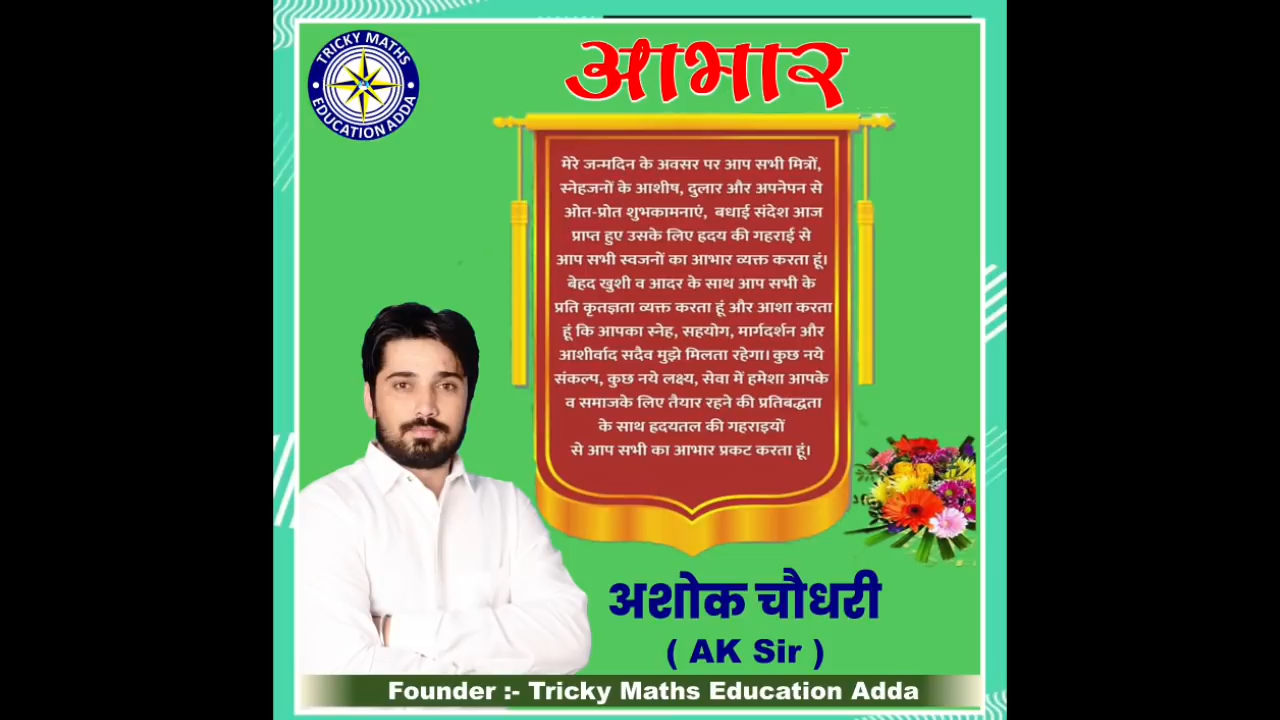 TRICKY MATHS
EDUCATION ADDA
आभार
मेरे जन्मदिन के अवसर पर आप सभी मित्रों,
स्नेहजनों के आशीष, दुलार और अपनेपन से
ओत-प्रोत शुभकामनाएं, बधाई संदेश आज
प्राप्त हुए उसके लिए ह्रदय की गहराई से
आप सभी स्वजनों का आभार व्यक्त करता हूं।
बेहद खुशी व आदर के साथ आप सभी के
प्रति कृतज्ञता व्यक्त करता हूं और आशा करता
हूं कि आपका स्नेह, सहयोग, मार्गदर्शन और
आशीर्वाद सदैव मुझे मिलता रहेगा। कुछ नये
संकल्प, कुछ नये लक्ष्य, सेवा में हमेशा आपके
व समाजके लिए तैयार रहने की प्रतिबद्धता
के साथ ह्रदयतल की गहराइयों
से आप सभी का आभार प्रकट करता हूं।
अशोक चौधरी
( AK Sir )
Founder :- Tricky Maths Education Adda